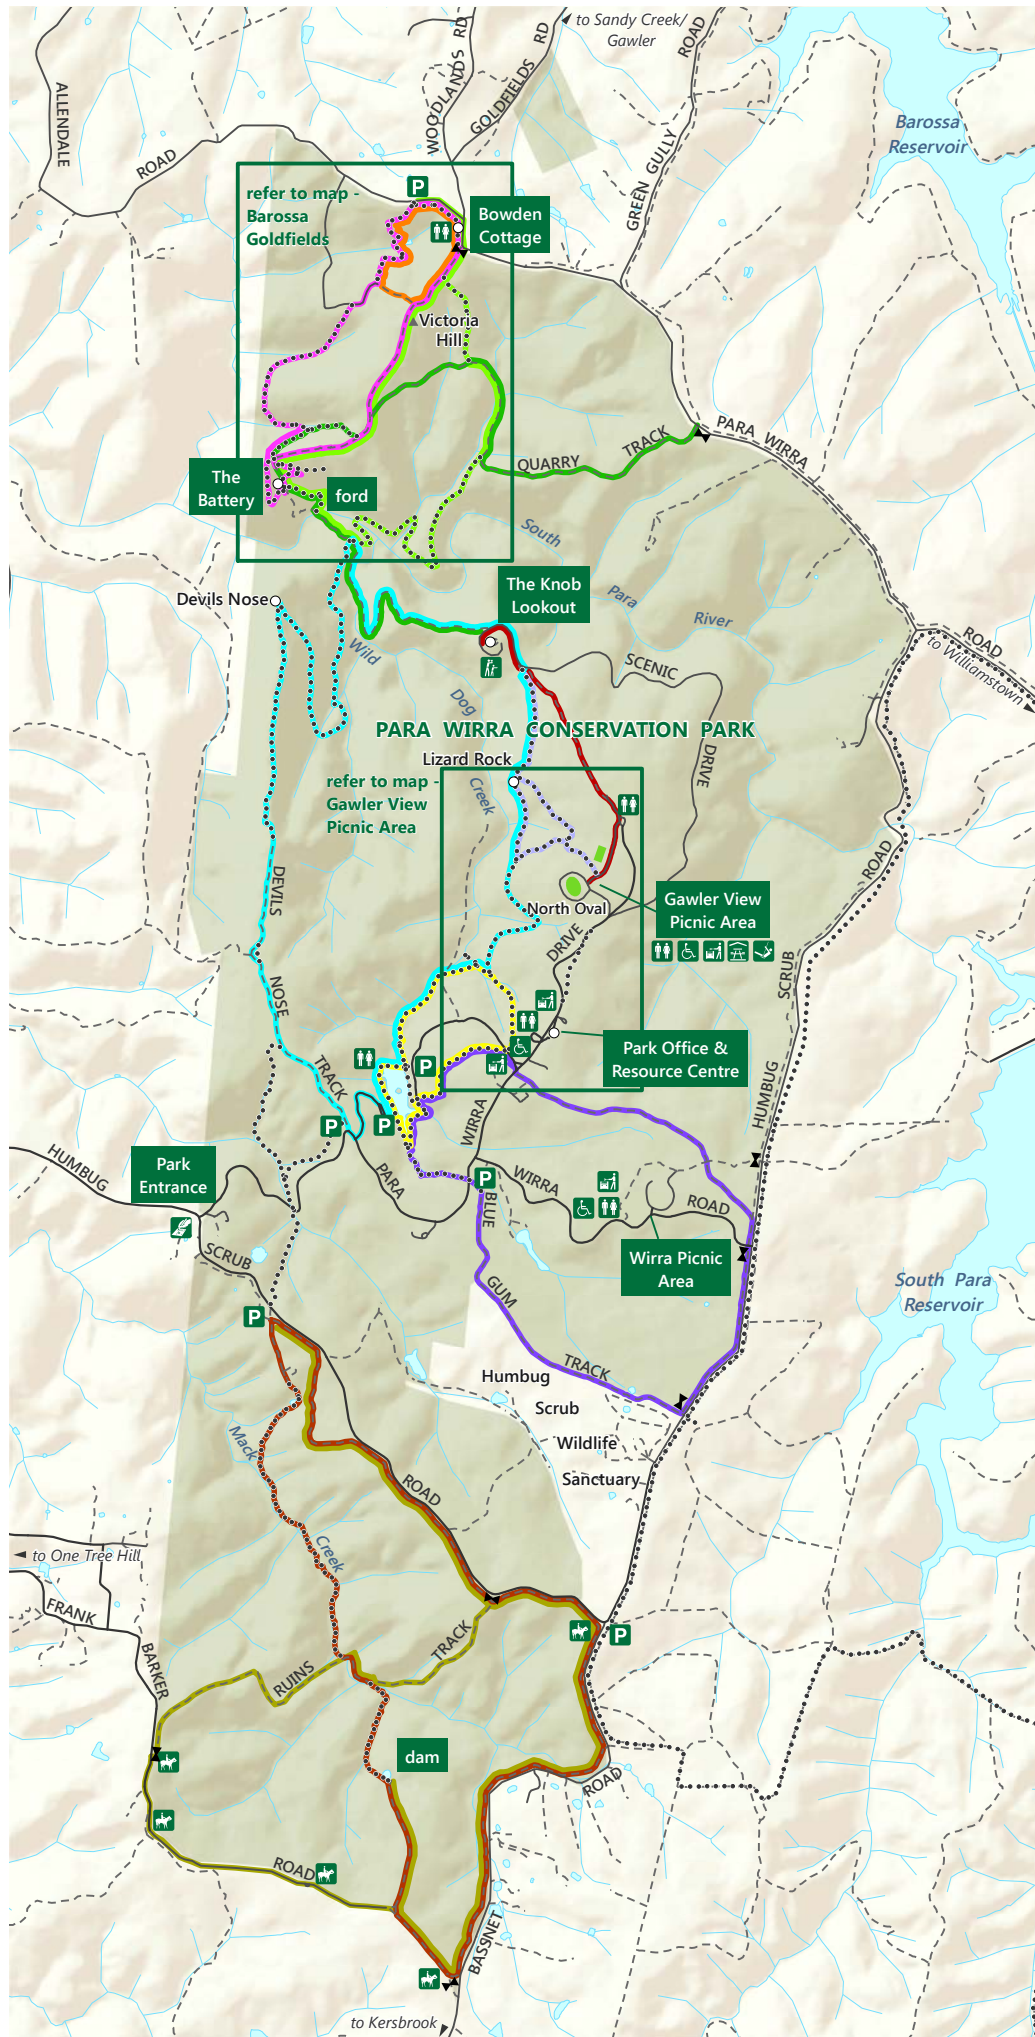 to Sandy Creek/
Gawler
WOODLANDS RD
GOLDFIELDS RD
ROAD
ALLENDALE
ROAD
GREEN GULLY
Barossa
Reservoir
P
refer to map -
Barossa
Goldfields
Bowden
Cottage
Victoria
Hill
QUARRY TRACK
PARA WIRRA
The
Battery
ford
South
Para
River
The Knob
Lookout
Devils Nose
Wild
Dog
Creek
SCENIC
DRIVE
ROAD
to Williamstown
PARA WIRRA CONSERVATION PARK
Lizard Rock
refer to map -
Gawler View
Picnic Area
DEVILS
NOSE
TRACK
North Oval
Gawler View
Picnic Area
DRIVE
ROAD
SCRUB
HUMBUG
Park Office &
Resource Centre
P
P
P
WIRRA
PARA
HUMBUG
Park
Entrance
SCRUB
P
BLUE
GUM
TRACK
WIRRA
ROAD
Wirra Picnic
Area
South Para
Reservoir
P
Humbug
Scrub
Wildlife
Sanctuary
Mack
Creek
ROAD
to One Tree Hill
FRANK
BARKER
RUINS
TRACK
P
dam
ROAD
ROAD
BASSNET
to Kersbrook